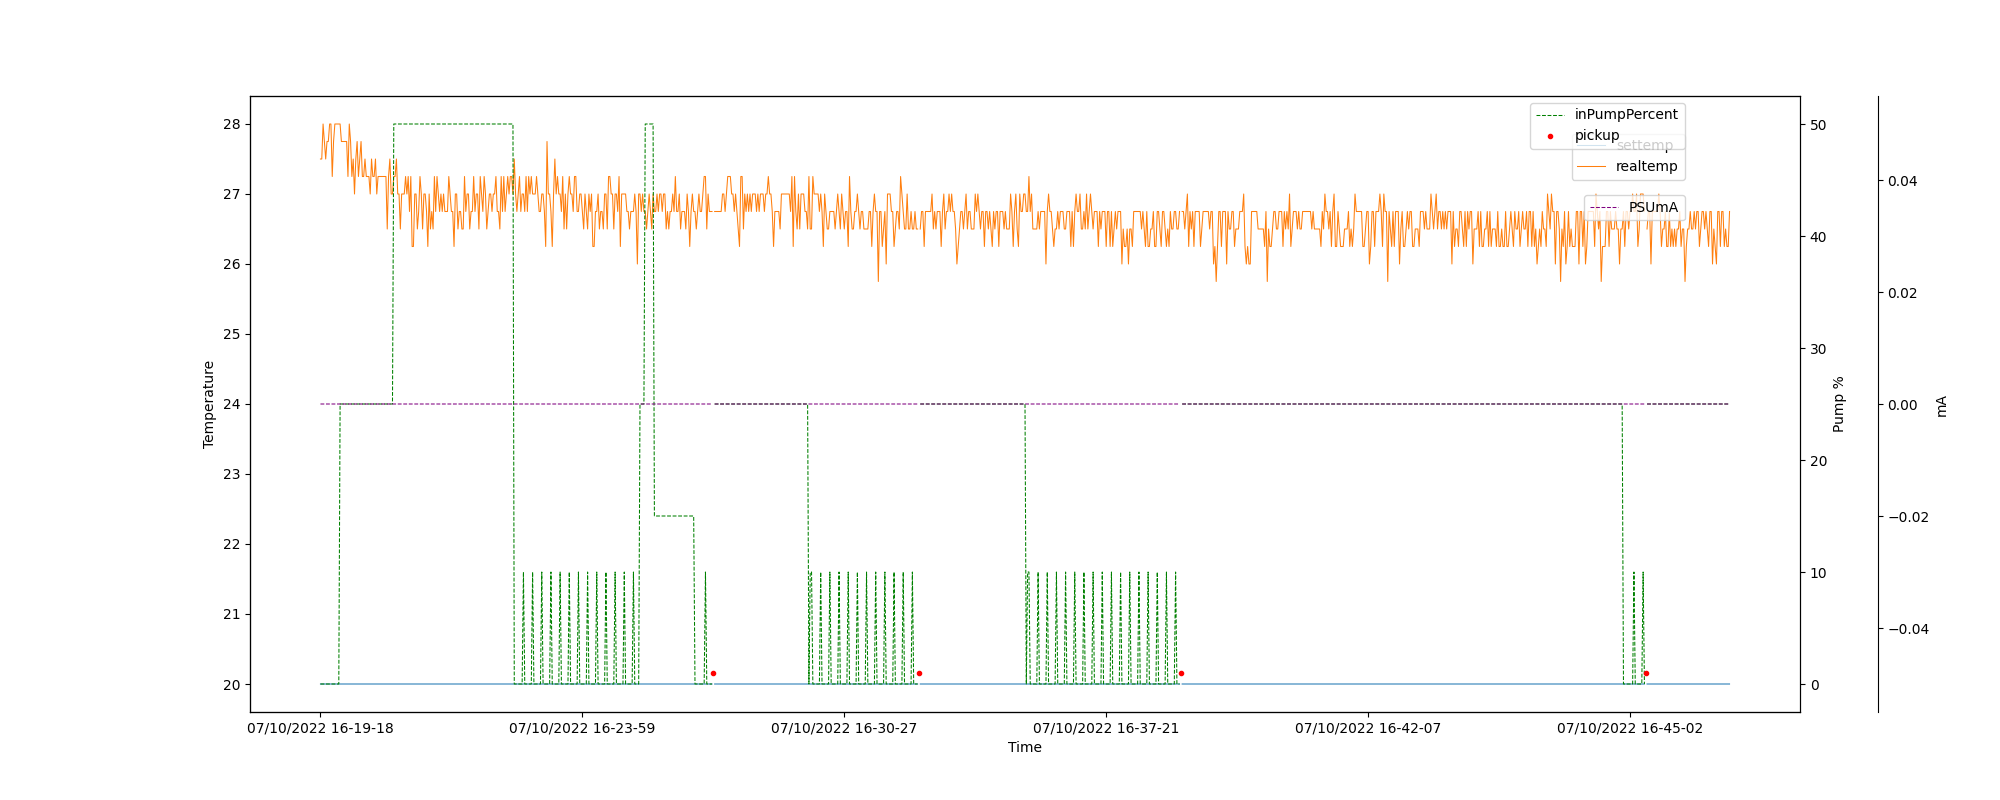 inPumpPercent
pickup
settemp
realtemp
PSUmA
28
27
26
25
24
23
22
21
20
Temperature
50
40
30
20
10
0
Pump %
0.04
0.02
0.00
−0.02
−0.04
mA
07/10/2022 16-19-18
07/10/2022 16-23-59
07/10/2022 16-30-27
07/10/2022 16-37-21
07/10/2022 16-42-07
07/10/2022 16-45-02
Time